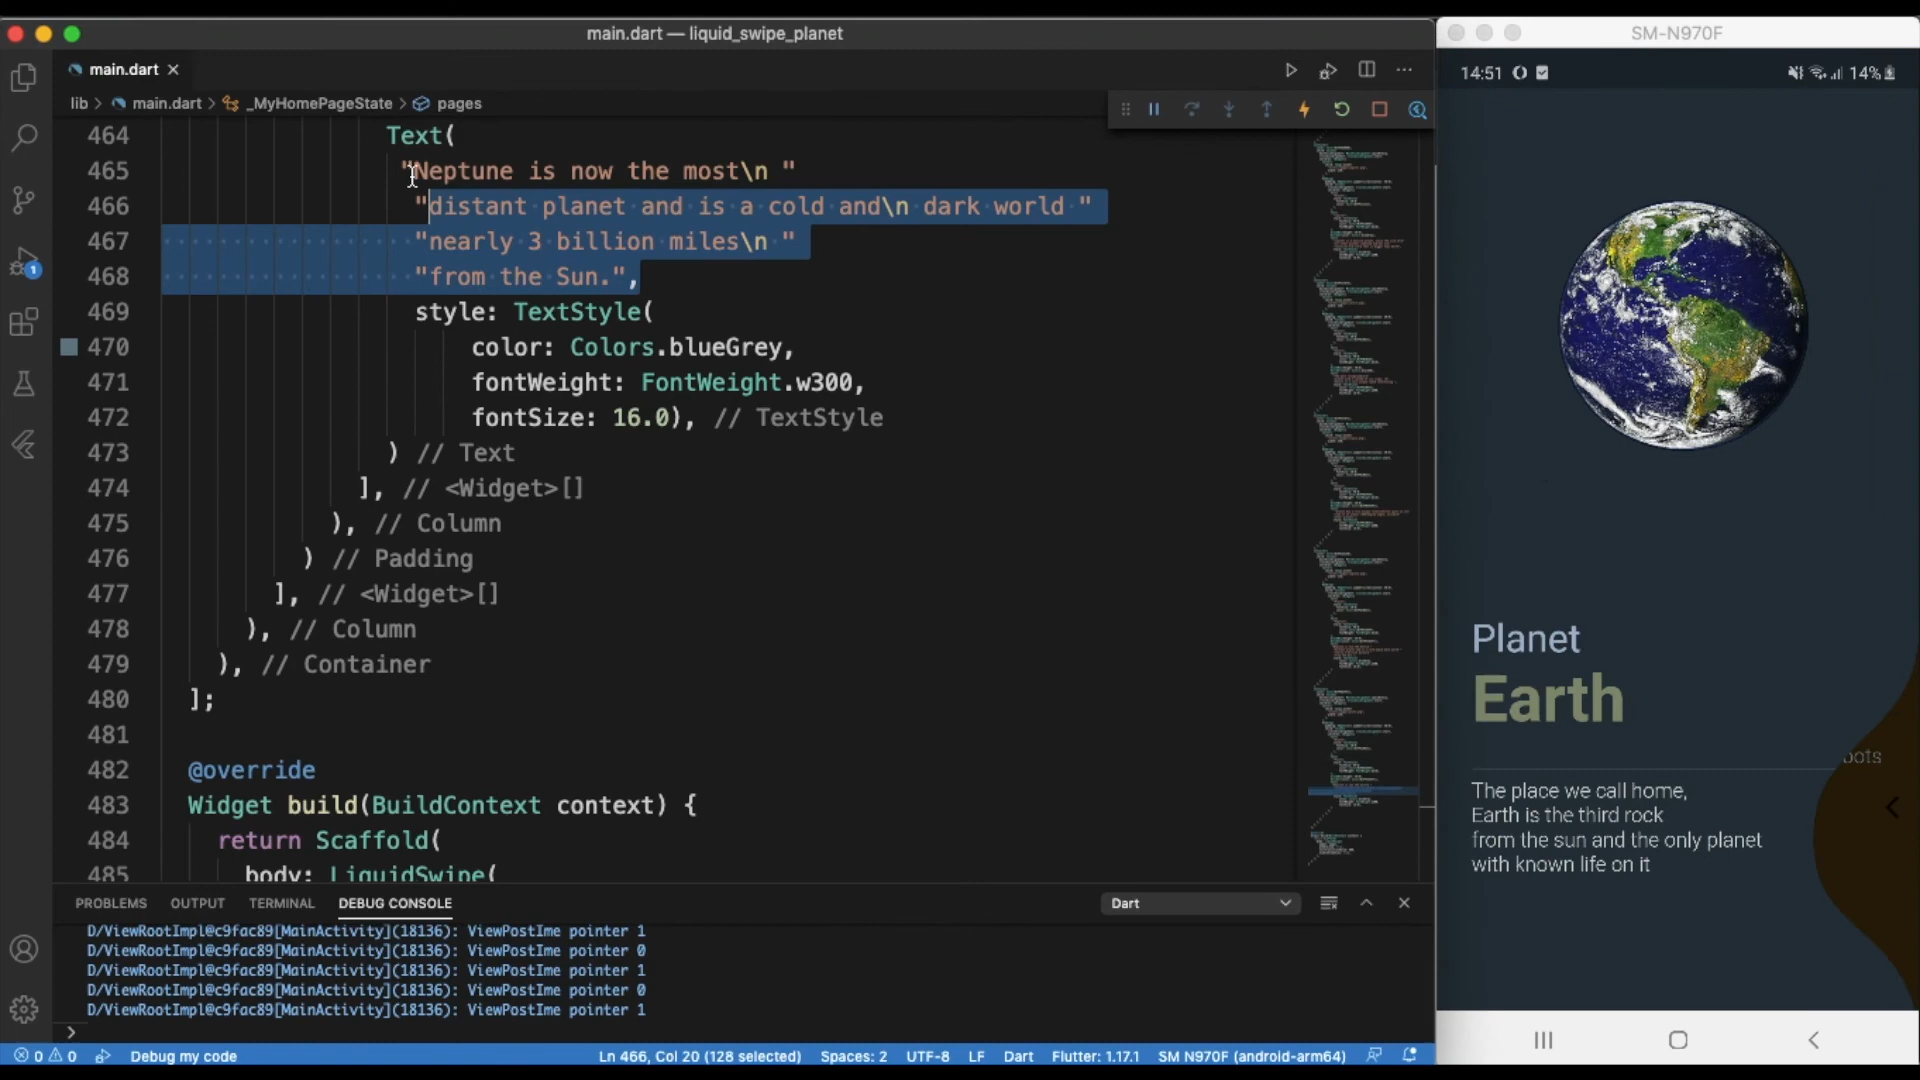 main.dart — liquid_swipe_planet
main.dart
lib > main.dart > _MyHomePageState > pages
464 Text(
465 "Neptune is now the most\n "
466 "distant planet and is a cold and\n dark world "
467 "nearly 3 billion miles\n "
468 "from the Sun.",
469 style: TextStyle(
470 color: Colors.blueGrey,
471 fontWeight: FontWeight.w300,
472 fontSize: 16.0), // TextStyle
473 ) // Text
474 ], // <Widget>[]
475 ), // Column
476 ) // Padding
477 ], // <Widget>[]
478 ), // Column
479 ), // Container
480 ];
481
482 @override
483 Widget build(BuildContext context) {
484 return Scaffold(
485 body: LiquidSwipe(
1
PROBLEMS OUTPUT TERMINAL DEBUG CONSOLE Dart
D/ViewRootImpl@c9fac89[MainActivity](18136): ViewPostIme pointer 1
D/ViewRootImpl@c9fac89[MainActivity](18136): ViewPostIme pointer 0
D/ViewRootImpl@c9fac89[MainActivity](18136): ViewPostIme pointer 1
D/ViewRootImpl@c9fac89[MainActivity](18136): ViewPostIme pointer 0
D/ViewRootImpl@c9fac89[MainActivity](18136): ViewPostIme pointer 1
>
0 0 Debug my code Ln 466, Col 20 (128 selected) Spaces: 2 UTF-8 LF Dart Flutter: 1.17.1 SM N970F (android-arm64)
SM-N970F
14:51 14%
Planet
Earth
oots
The place we call home,
Earth is the third rock
from the sun and the only planet
with known life on it